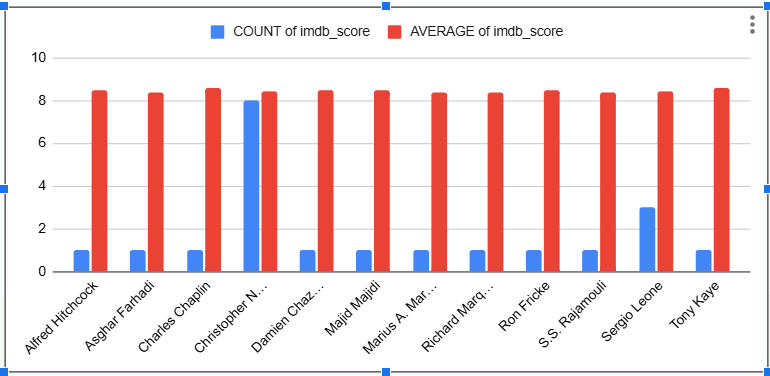 COUNT of imdb_score AVERAGE of imdb_score
10
8
6
4
2
0
Alfred Hitchcock
Asghar Farhadi
Charles Chaplin
Christopher N…
Damien Chaz…
Majid Majidi
Marius A. Mar…
Richard Marq…
Ron Fricke
S.S. Rajamouli
Sergio Leone
Tony Kaye